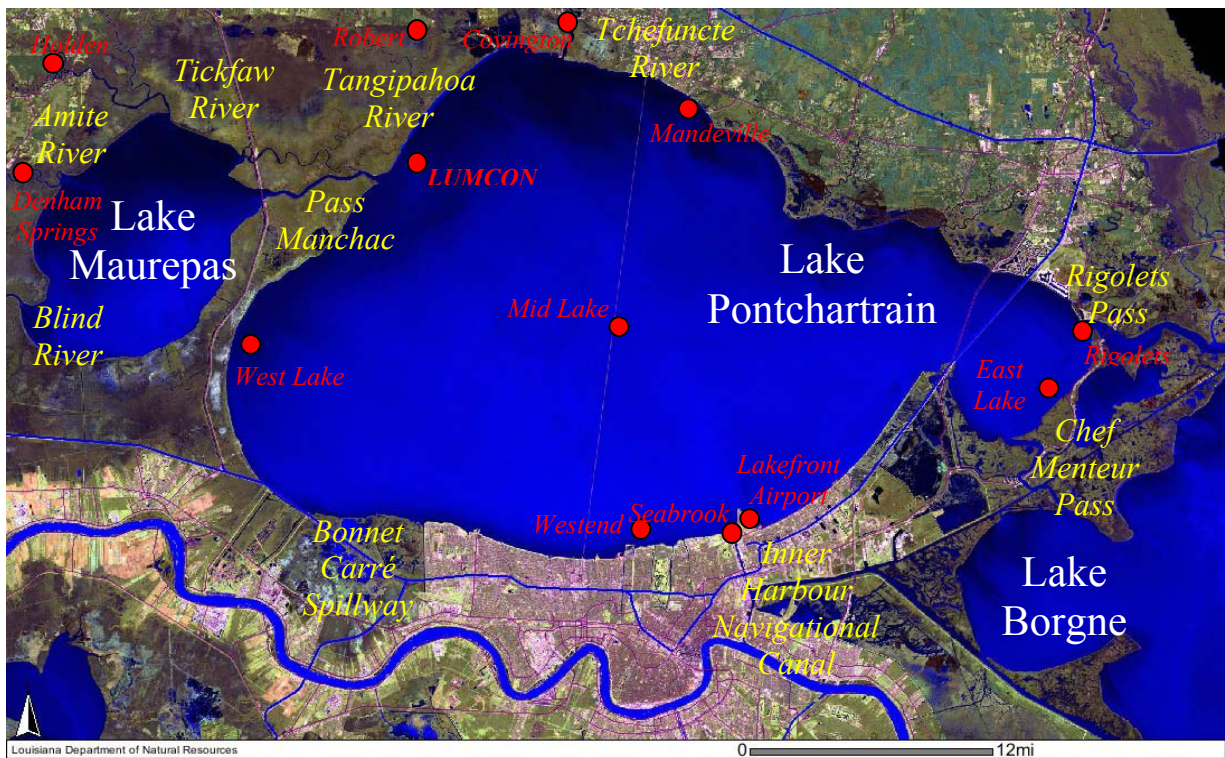 Holden
Robert
Covington
Tchefuncte
River
Tickfaw
River
Tangipahoa
River
Amite
River
Mandeville
LUMCON
Denham
Springs
Lake
Maurepas
Pass
Manchac
Lake
Pontchartrain
Rigolets
Pass
Rigolets
Blind
River
Mid Lake
West Lake
East
Lake
Chef
Menteur
Pass
Lakefront
Airport
Westend
Seabrook
Bonnet
Carré
Spillway
Inner
Harbour
Navigational
Canal
Lake
Borgne
Louisiana Department of Natural Resources
0 12mi